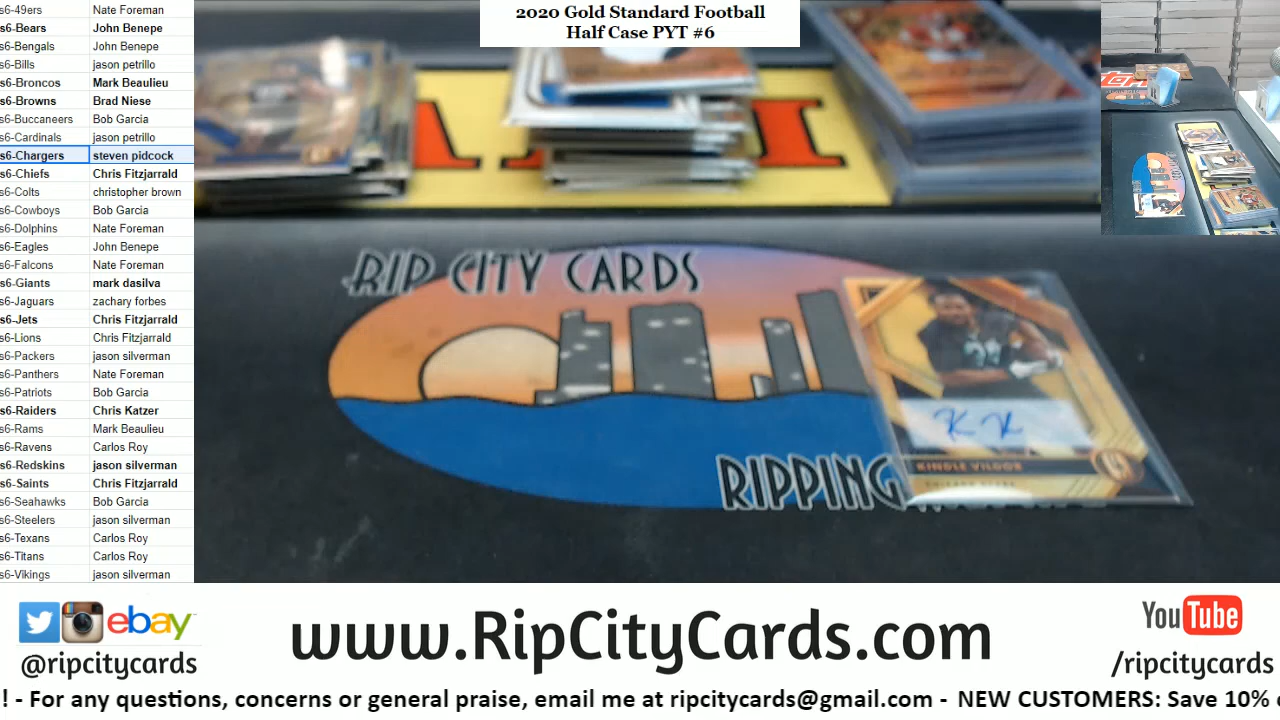 s6-49ers Nate Foreman
s6-Bears John Benepe
s6-Bengals John Benepe
s6-Bills jason petrillo
s6-Broncos Mark Beaulieu
s6-Browns Brad Niese
s6-Buccaneers Bob Garcia
s6-Cardinals jason petrillo
s6-Chargers steven pidcock
s6-Chiefs Chris Fitzjarrald
s6-Colts christopher brown
s6-Cowboys Bob Garcia
s6-Dolphins Nate Foreman
s6-Eagles John Benepe
s6-Falcons Nate Foreman
s6-Giants mark dasilva
s6-Jaguars zachary forbes
s6-Jets Chris Fitzjarrald
s6-Lions Chris Fitzjarrald
s6-Packers jason silverman
s6-Panthers Nate Foreman
s6-Patriots Bob Garcia
s6-Raiders Chris Katzer
s6-Rams Mark Beaulieu
s6-Ravens Carlos Roy
s6-Redskins jason silverman
s6-Saints Chris Fitzjarrald
s6-Seahawks Bob Garcia
s6-Steelers jason silverman
s6-Texans Carlos Roy
s6-Titans Carlos Roy
s6-Vikings jason silverman
2020 Gold Standard Football
Half Case PYT #6
RIP CITY CARDS
RIPPING
KINDLE VILDOR
CHICAGO BEARS
ebay
@ripcitycards
www.RipCityCards.com
YouTube
/ripcitycards
! - For any questions, concerns or general praise, email me at ripcitycards@gmail.com - NEW CUSTOMERS: Save 10%